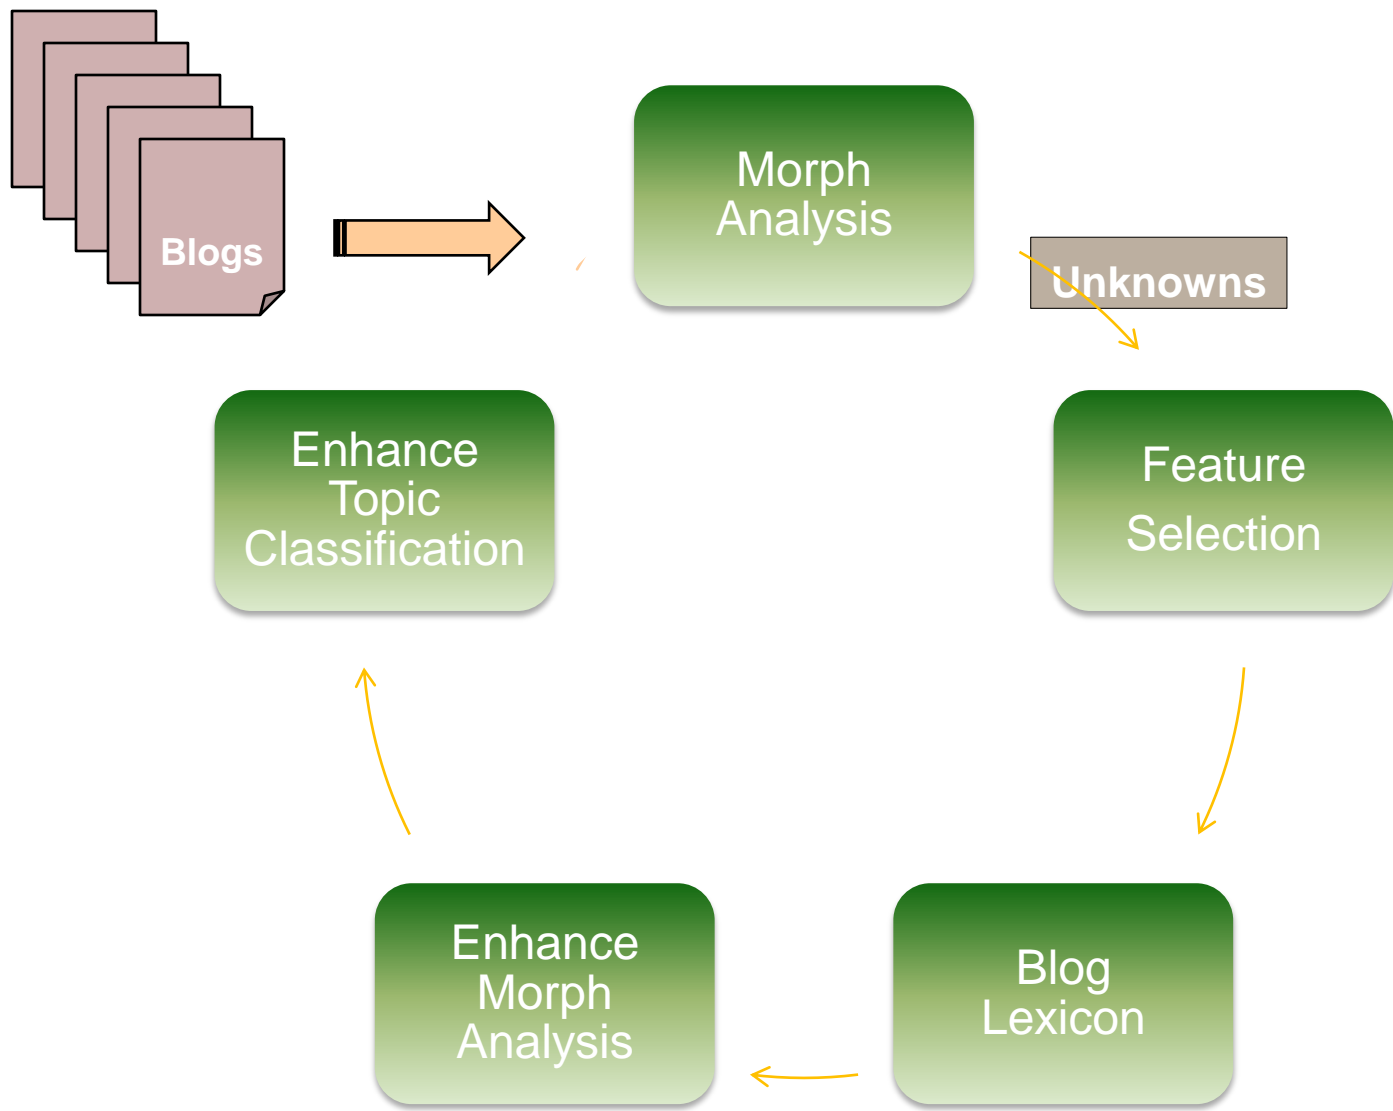 Blogs
Morph
Analysis
Unknowns
Feature
Selection
Blog
Lexicon
Enhance
Morph
Analysis
Enhance
Topic
Classification